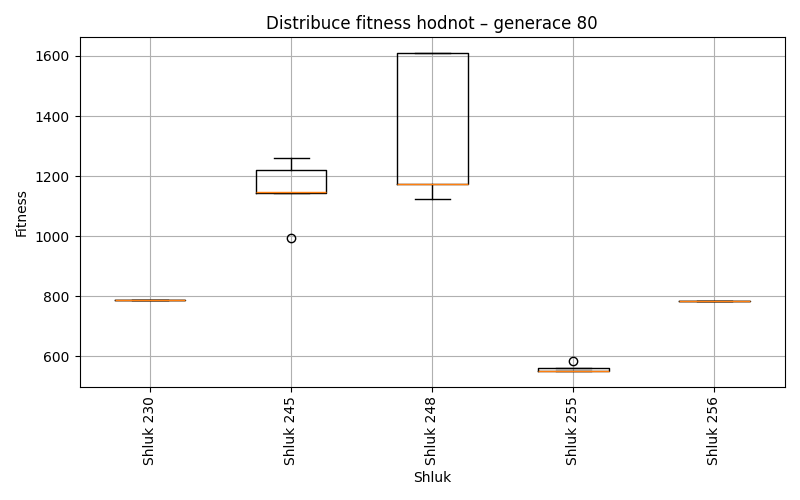 Distribuce fitness hodnot – generace 80
Fitness
1600
1400
1200
1000
800
600
Shluk 230
Shluk 245
Shluk 248
Shluk 255
Shluk 256
Shluk